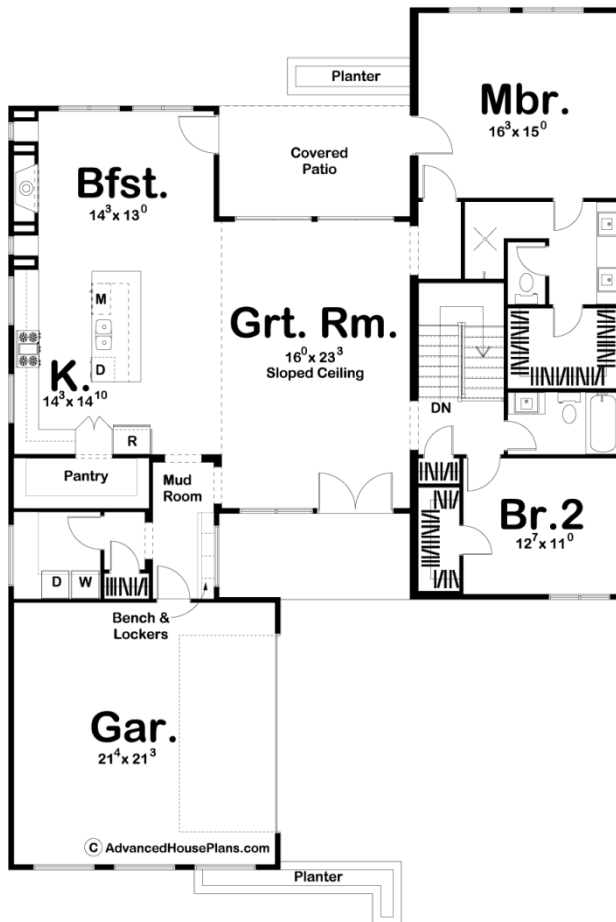 Planter
Mbr.
16³ x 15⁰
Covered
Patio
Bfst.
14³ x 13⁰
M
D
Grt. Rm.
16⁰ x 23³
Sloped Ceiling
K.
14³ x 14¹⁰
R
DN
Pantry
Mud
Room
Br.2
12⁷ x 11⁰
D W
Bench &
Lockers
Gar.
21⁴ x 21³
© AdvancedHousePlans.com
Planter